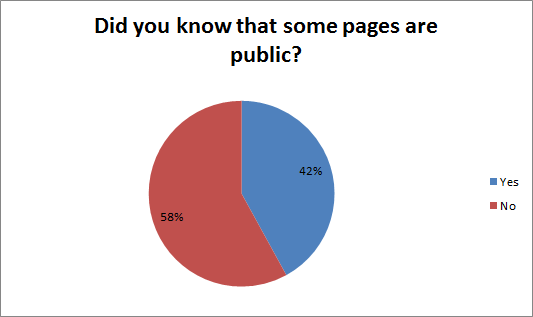 Did you know that some pages are
public?
42%
58%
Yes
No